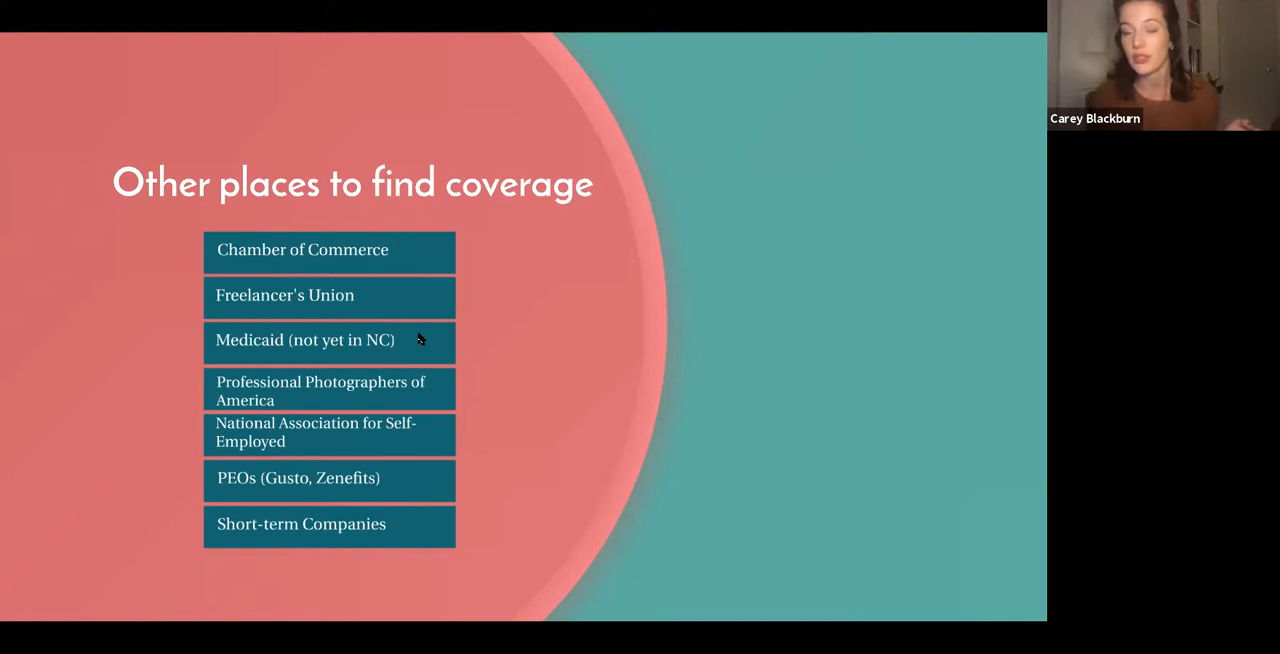 Carey Blackburn
Other places to find coverage
Chamber of Commerce
Freelancer's Union
Medicaid (not yet in NC)
Professional Photographers of
America
National Association for Self-
Employed
PEOs (Gusto, Zenefits)
Short-term Companies